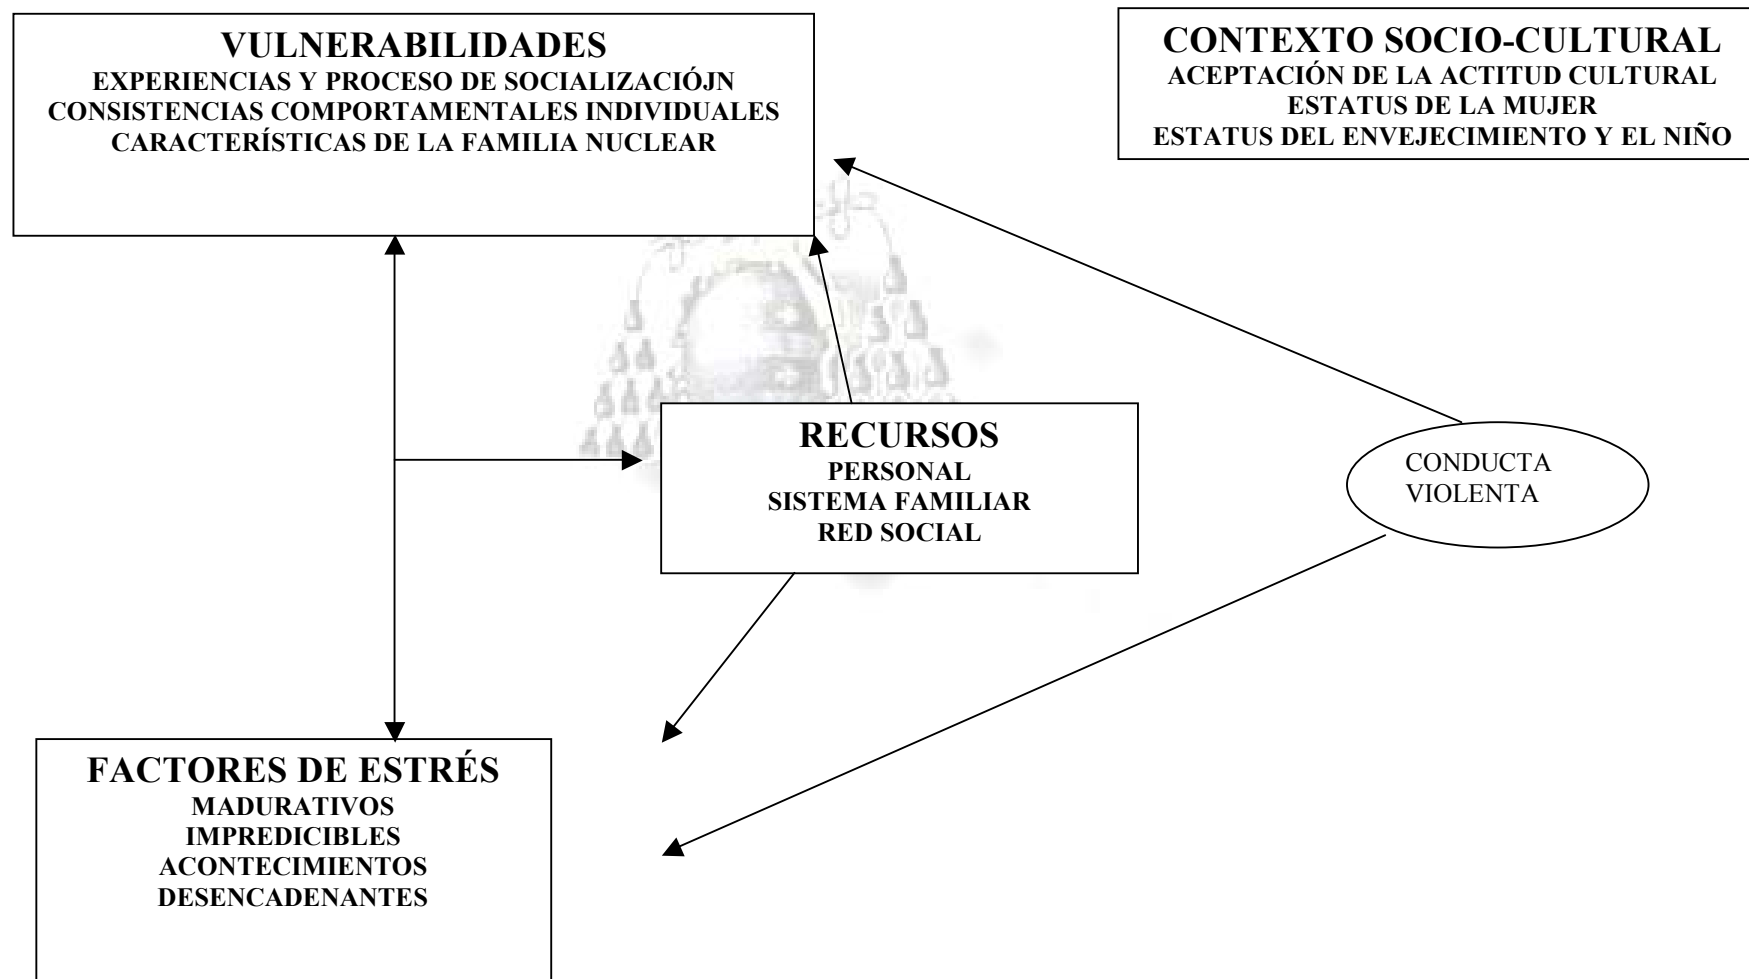 VULNERABILIDADES
EXPERIENCIAS Y PROCESO DE SOCIALIZACIÓJN
CONSISTENCIAS COMPORTAMENTALES INDIVIDUALES
CARACTERÍSTICAS DE LA FAMILIA NUCLEAR
CONTEXTO SOCIO-CULTURAL
ACEPTACIÓN DE LA ACTITUD CULTURAL
ESTATUS DE LA MUJER
ESTATUS DEL ENVEJECIMIENTO Y EL NIÑO
RECURSOS
PERSONAL
SISTEMA FAMILIAR
RED SOCIAL
CONDUCTA
VIOLENTA
FACTORES DE ESTRÉS
MADURATIVOS
IMPREDICIBLES
ACONTECIMIENTOS
DESENCADENANTES